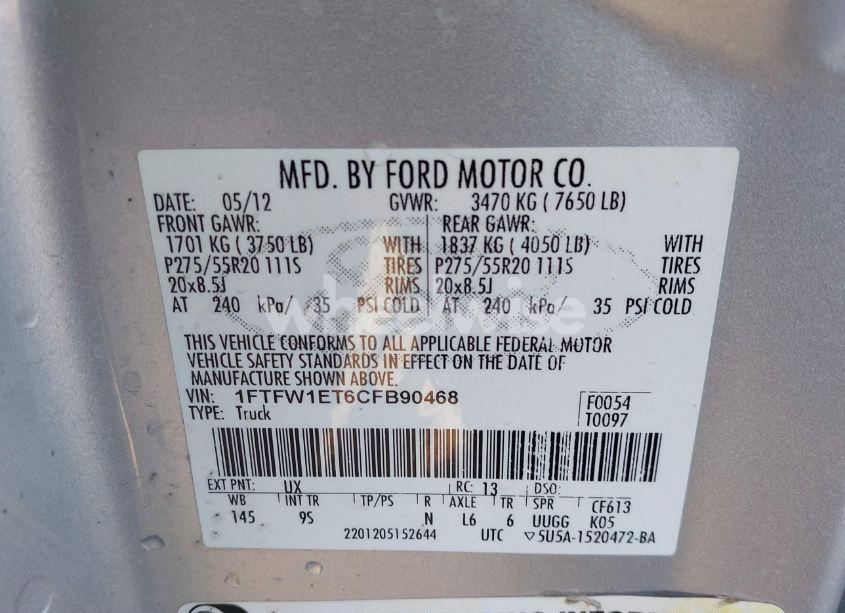 MFD. BY FORD MOTOR CO.
DATE: 05/12 GVWR: 3470 KG ( 7650 LB)
FRONT GAWR: REAR GAWR:
1701 KG ( 3750 LB) WITH 1837 KG ( 4050 LB) WITH
P275/55R20 111S TIRES P275/55R20 111S TIRES
20x8.5J RIMS 20x8.5J RIMS
AT 240 kPa/ 35 PSI COLD AT 240 kPa/ 35 PSI COLD
wheelwise
THIS VEHICLE CONFORMS TO ALL APPLICABLE FEDERAL MOTOR
VEHICLE SAFETY STANDARDS IN EFFECT ON THE DATE OF
MANUFACTURE SHOWN ABOVE.
VIN: 1FTFW1ET6CFB90468 F0054
TYPE: Truck T0097
EXT PNT: UX RC: 13 DSO:
WB INT TR TP/PS R AXLE TR SPR CF613
145 9S N L6 6 UUGG K05
2201205152644 UTC ▽5U5A-1520472-BA